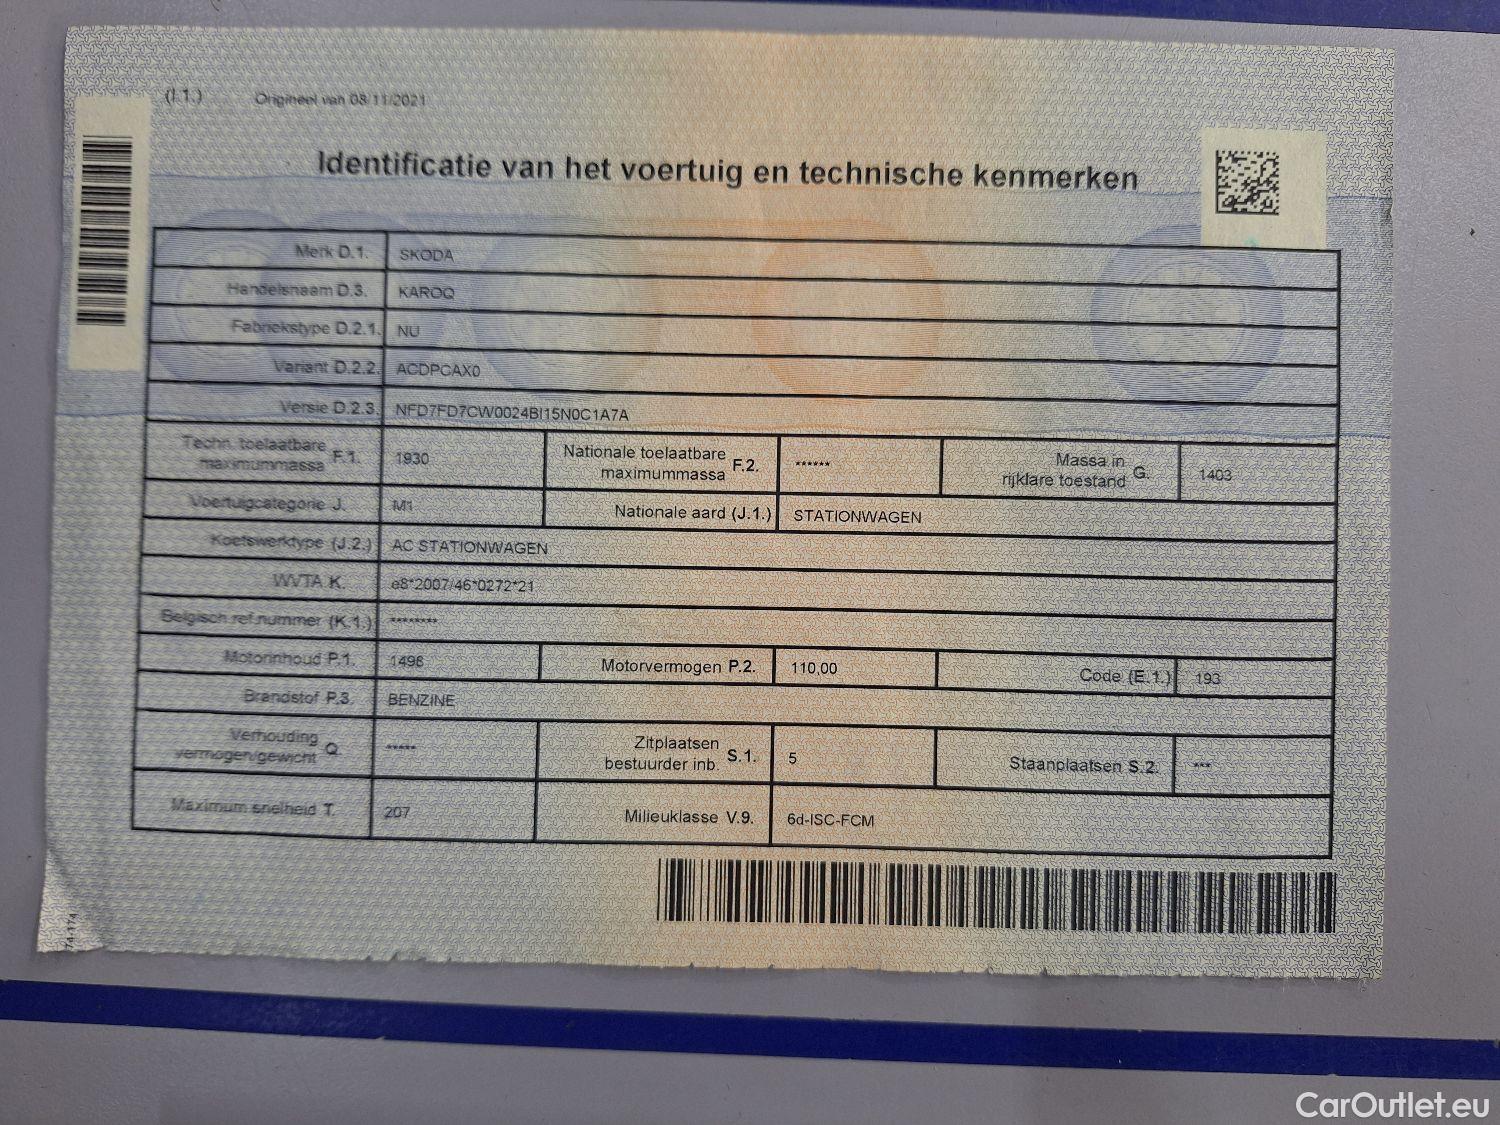 (I.1.) Origineel van 08/11/2021
Identificatie van het voertuig en technische kenmerken
Merk D.1. SKODA
Handelsnaam D.3. KAROQ
Fabriekstype D.2.1. NU
Variant D.2.2. ACDPCAX0
Versie D.2.3. NFD7FD7CW0024BI15N0C1A7A
Techn. toelaatbare maximummassa F.1. 1930 Nationale toelaatbare maximummassa F.2. ****** Massa in rijklare toestand G. 1403
Voertuigcategorie J. M1 Nationale aard (J.1.) STATIONWAGEN
Koetswerktype (J.2.) AC STATIONWAGEN
WVTA K. e8*2007/46*0272*21
Belgisch ref.nummer (K.1.) ********
Motorinhoud P.1. 1498 Motorvermogen P.2. 110,00 Code (E.1.) 193
Brandstof P.3. BENZINE
Verhouding vermogen/gewicht Q. ***** Zitplaatsen bestuurder inb. S.1. 5 Staanplaatsen S.2. ***
Maximum snelheid T. 207 Milieuklasse V.9. 6d-ISC-FCM
74-174
CarOutlet.eu